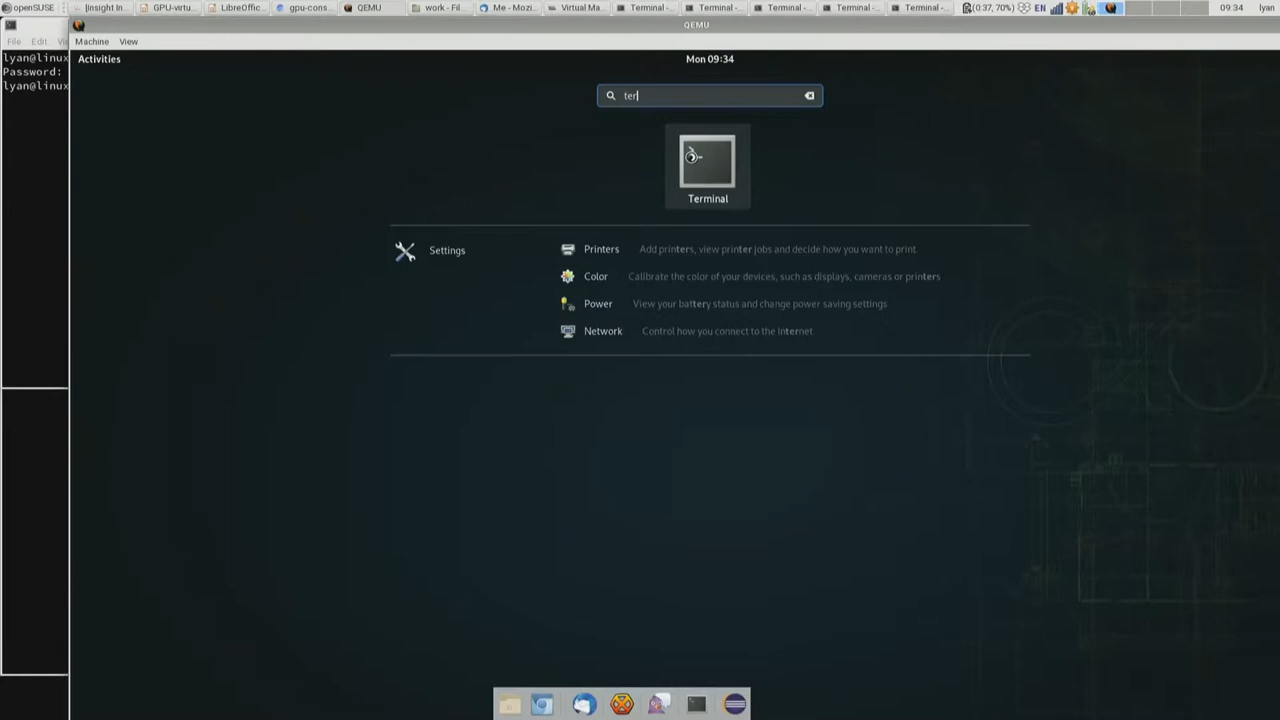 openSUSE [Insight In... GPU-virtu... LibreOffic... gpu-cons... QEMU work - Fil... Me - Mozi... Virtual Ma... Terminal -... Terminal -... Terminal -... Terminal -... Terminal -... (0:37, 70%) EN 09:34 lyan
QEMU
File Edit Vi
Machine View
lyan@linux
Password:
lyan@linux
Activities
Mon 09:34
ter
Terminal
Settings
Printers Add printers, view printer jobs and decide how you want to print
Color Calibrate the color of your devices, such as displays, cameras or printers
Power View your battery status and change power saving settings
Network Control how you connect to the Internet